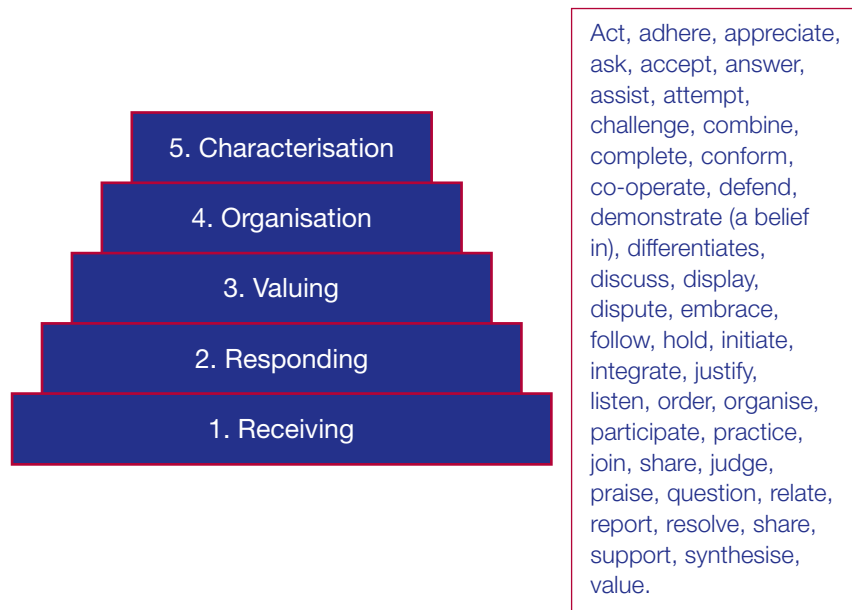 5. Characterisation
4. Organisation
3. Valuing
2. Responding
1. Receiving
Act, adhere, appreciate,
ask, accept, answer,
assist, attempt,
challenge, combine,
complete, conform,
co-operate, defend,
demonstrate (a belief
in), differentiates,
discuss, display,
dispute, embrace,
follow, hold, initiate,
integrate, justify,
listen, order, organise,
participate, practice,
join, share, judge,
praise, question, relate,
report, resolve, share,
support, synthesise,
value.